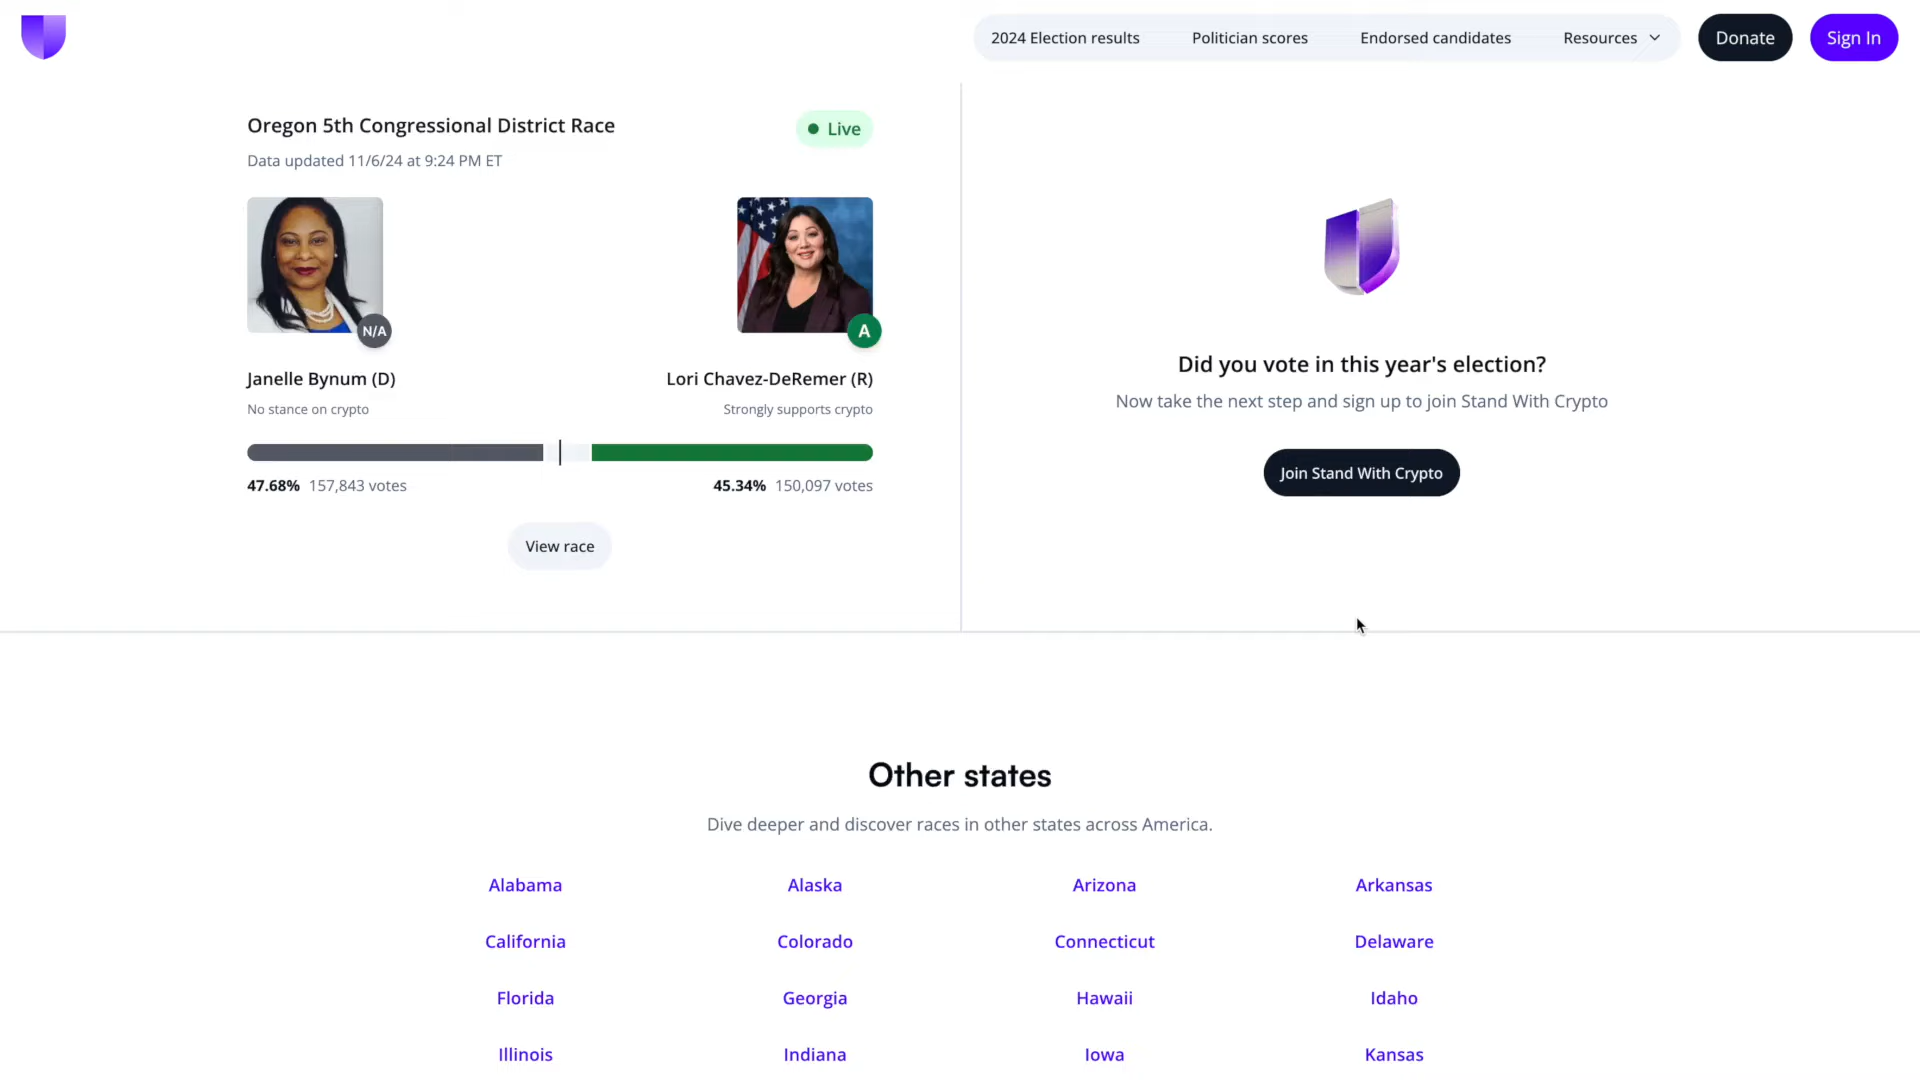 2024 Election results
Politician scores
Endorsed candidates
Resources
Donate
Sign In
Oregon 5th Congressional District Race
Live
Data updated 11/6/24 at 9:24 PM ET
N/A
A
Janelle Bynum (D)
Lori Chavez-DeRemer (R)
No stance on crypto
Strongly supports crypto
47.68% 157,843 votes
45.34% 150,097 votes
View race
Did you vote in this year's election?
Now take the next step and sign up to join Stand With Crypto
Join Stand With Crypto
Other states
Dive deeper and discover races in other states across America.
Alabama
Alaska
Arizona
Arkansas
California
Colorado
Connecticut
Delaware
Florida
Georgia
Hawaii
Idaho
Illinois
Indiana
Iowa
Kansas